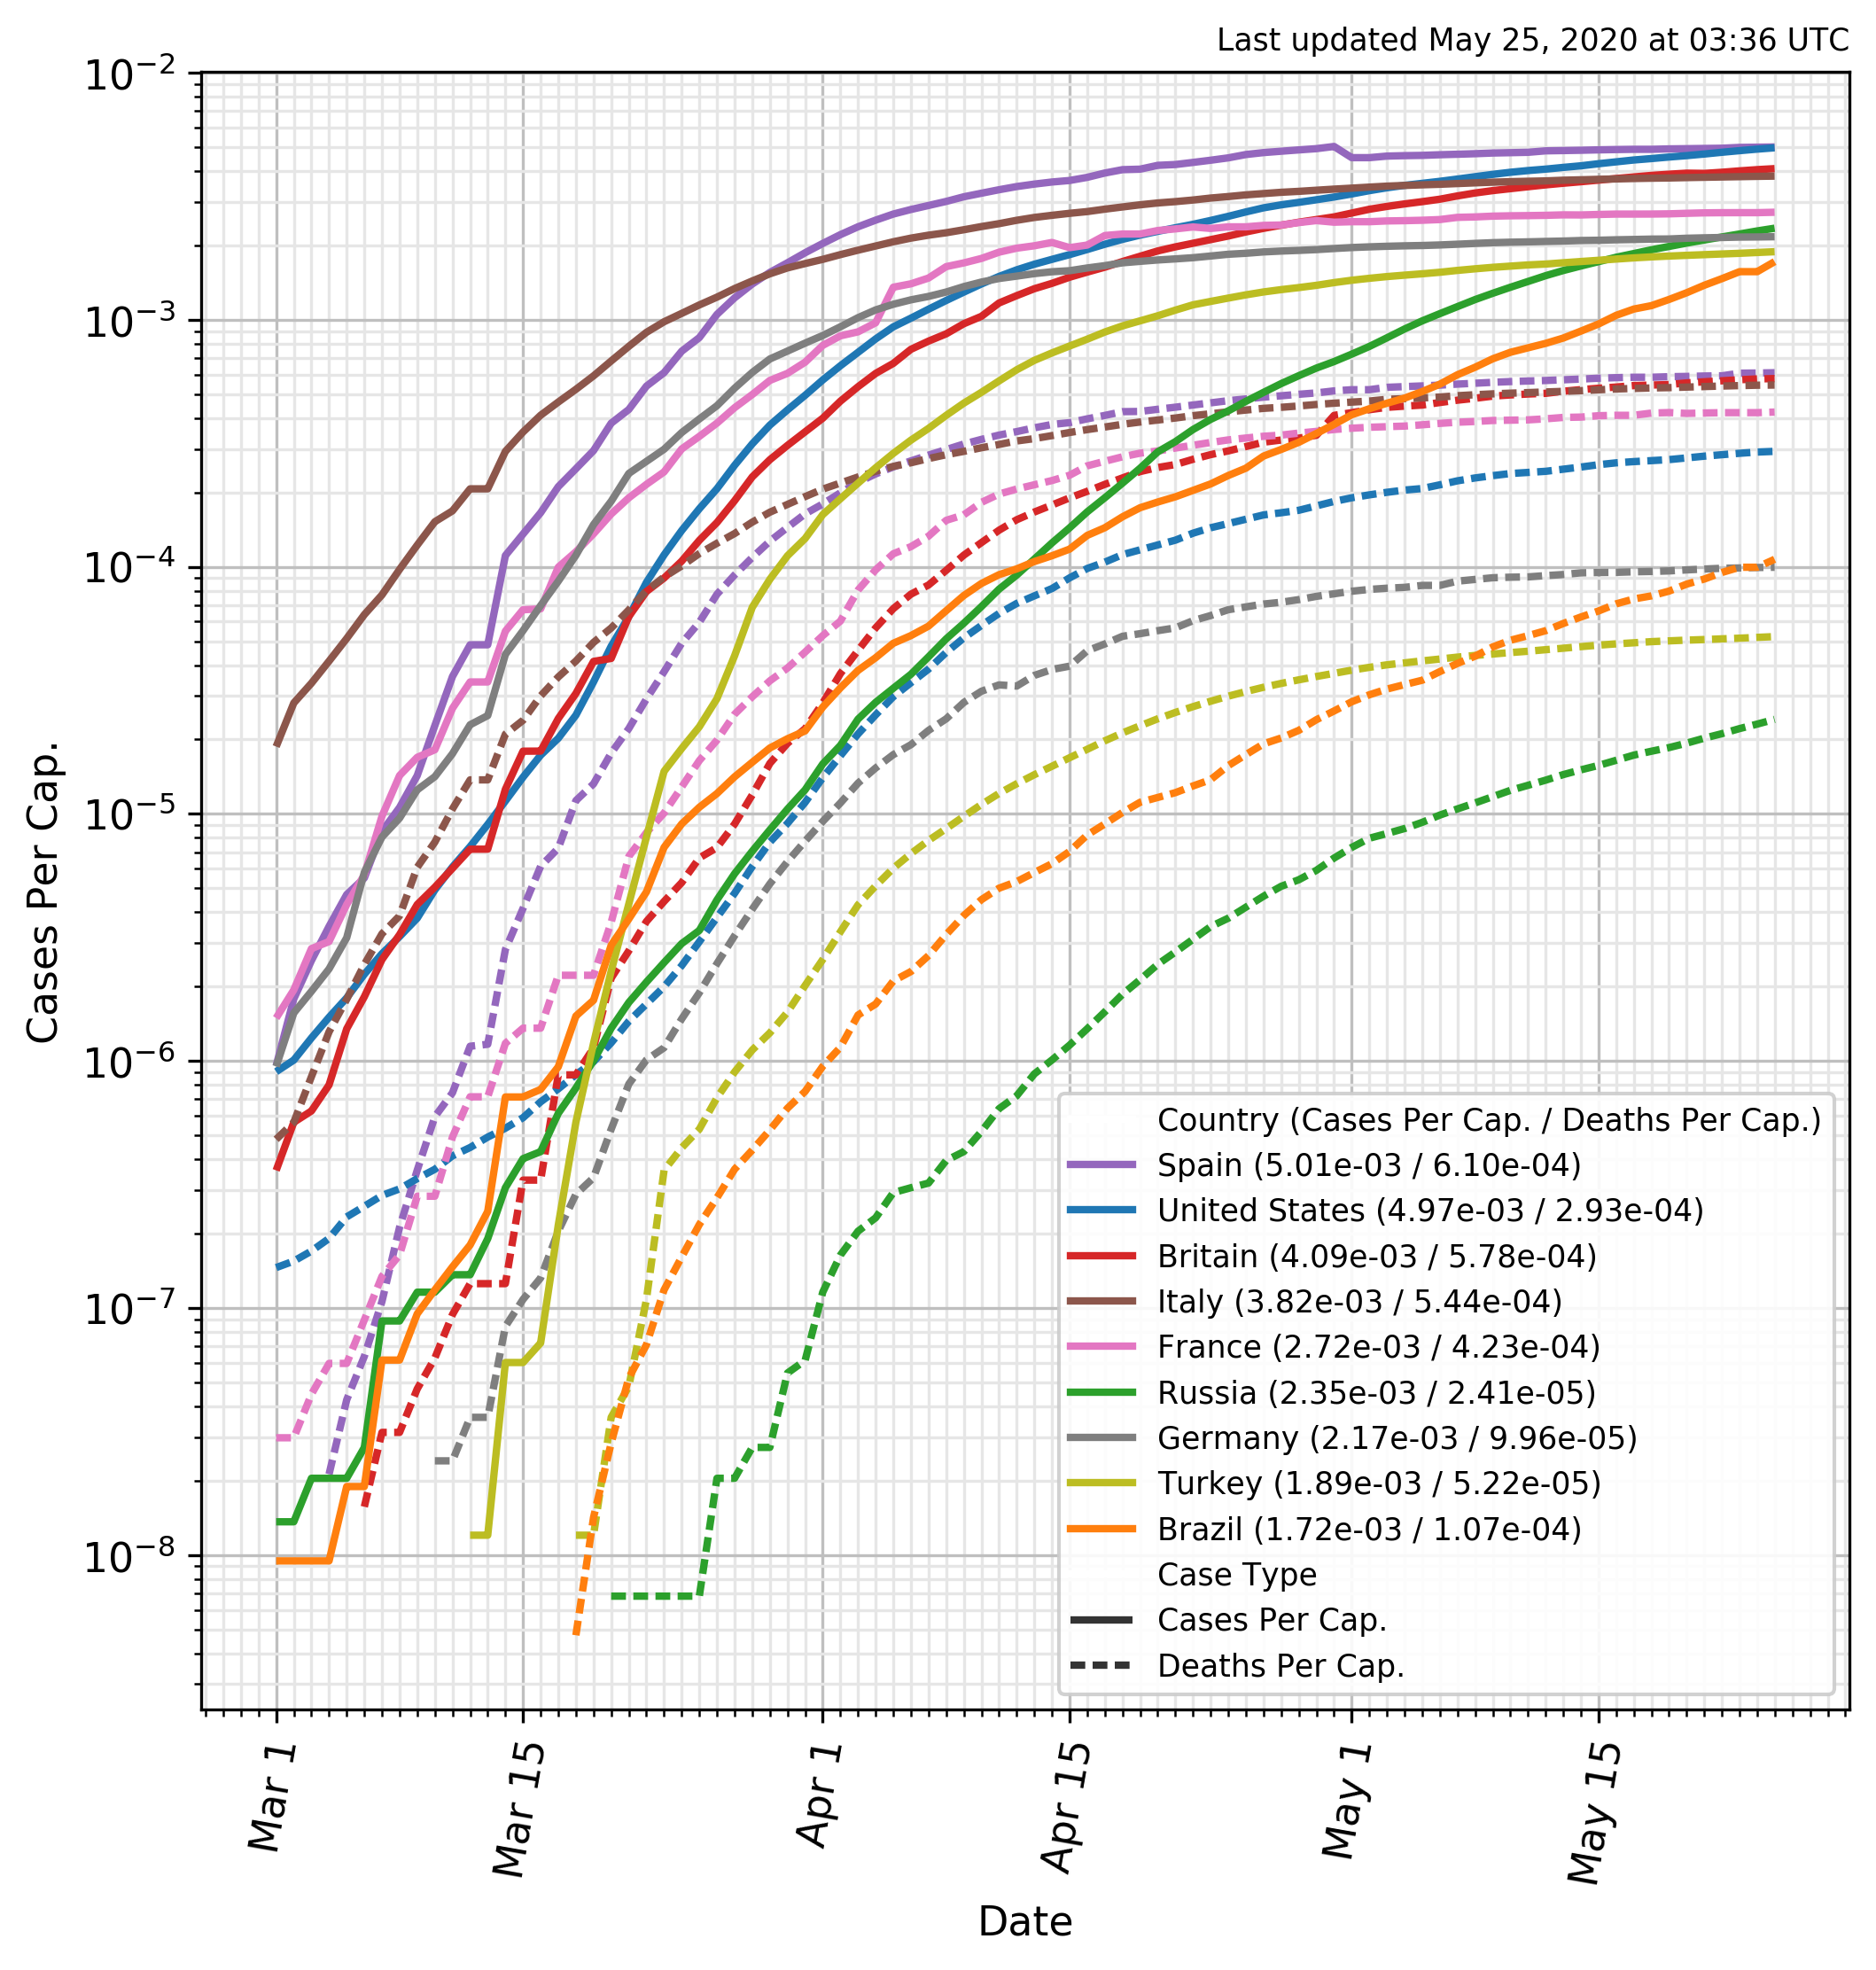 Last updated May 25, 2020 at 03:36 UTC
10⁻²
10⁻³
10⁻⁴
10⁻⁵
10⁻⁶
10⁻⁷
10⁻⁸
Cases Per Cap.
Country (Cases Per Cap. / Deaths Per Cap.)
Spain (5.01e-03 / 6.10e-04)
United States (4.97e-03 / 2.93e-04)
Britain (4.09e-03 / 5.78e-04)
Italy (3.82e-03 / 5.44e-04)
France (2.72e-03 / 4.23e-04)
Russia (2.35e-03 / 2.41e-05)
Germany (2.17e-03 / 9.96e-05)
Turkey (1.89e-03 / 5.22e-05)
Brazil (1.72e-03 / 1.07e-04)
Case Type
Cases Per Cap.
Deaths Per Cap.
Mar 1
Mar 15
Apr 1
Apr 15
May 1
May 15
Date